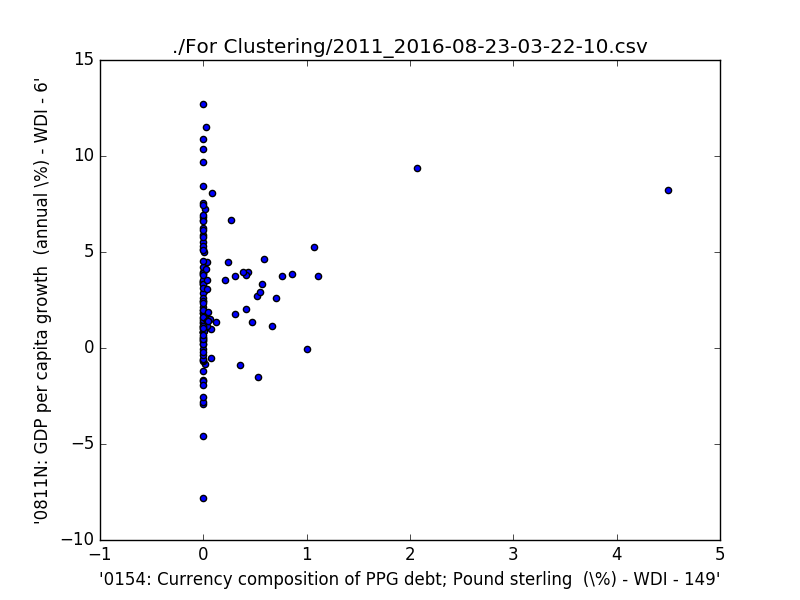 ./For Clustering/2011_2016-08-23-03-22-10.csv
15
10
5
0
−5
−10
'0811N: GDP per capita growth  (annual \%) - WDI - 6'
−1 0 1 2 3 4 5
'0154: Currency composition of PPG debt; Pound sterling  (\%) - WDI - 149'